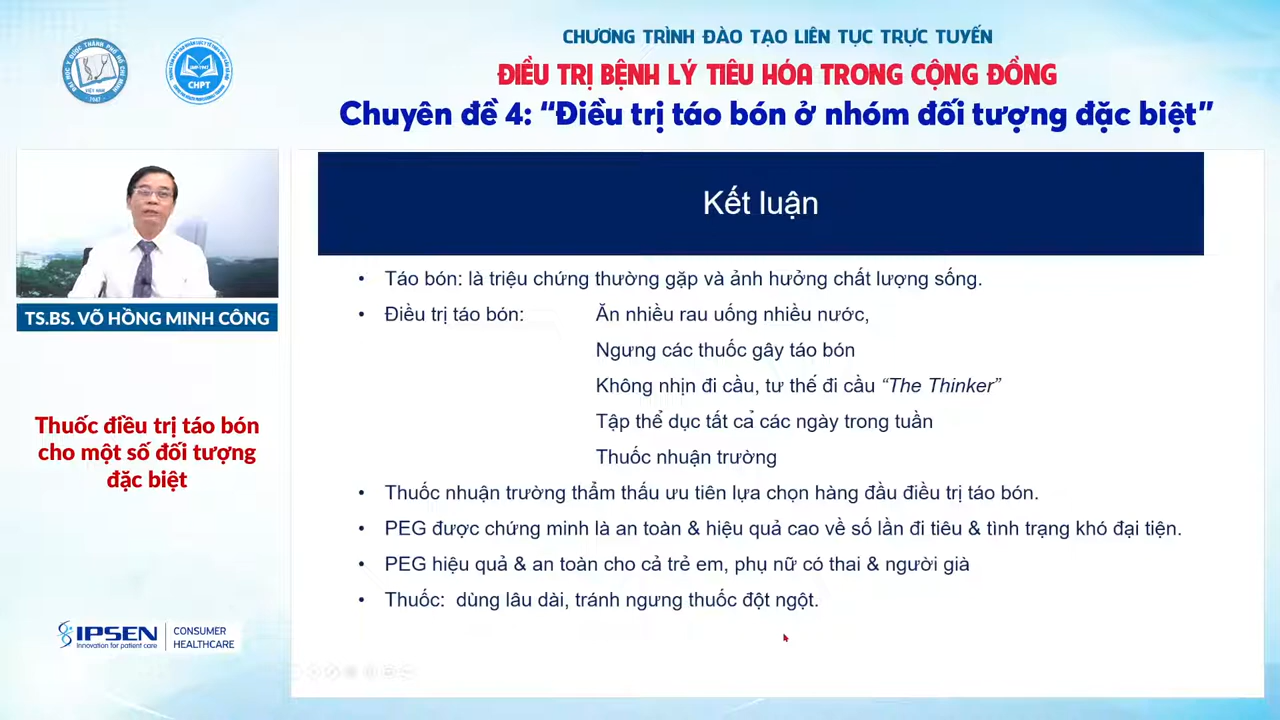 CHƯƠNG TRÌNH ĐÀO TẠO LIÊN TỤC TRỰC TUYẾN
ĐIỀU TRỊ BỆNH LÝ TIÊU HÓA TRONG CỘNG ĐỒNG
Chuyên đề 4: “Điều trị táo bón ở nhóm đối tượng đặc biệt”
VIỆT NAM
1947
CHPT
TS.BS. VÕ HỒNG MINH CÔNG
Thuốc điều trị táo bón
cho một số đối tượng
đặc biệt
IPSEN
Innovation for patient care
CONSUMER
HEALTHCARE
Kết luận
• Táo bón: là triệu chứng thường gặp và ảnh hưởng chất lượng sống.
• Điều trị táo bón: Ăn nhiều rau uống nhiều nước,
Ngưng các thuốc gây táo bón
Không nhịn đi cầu, tư thế đi cầu “The Thinker”
Tập thể dục tất cả các ngày trong tuần
Thuốc nhuận trường
• Thuốc nhuận trường thẩm thấu ưu tiên lựa chọn hàng đầu điều trị táo bón.
• PEG được chứng minh là an toàn & hiệu quả cao về số lần đi tiêu & tình trạng khó đại tiện.
• PEG hiệu quả & an toàn cho cả trẻ em, phụ nữ có thai & người già
• Thuốc: dùng lâu dài, tránh ngưng thuốc đột ngột.